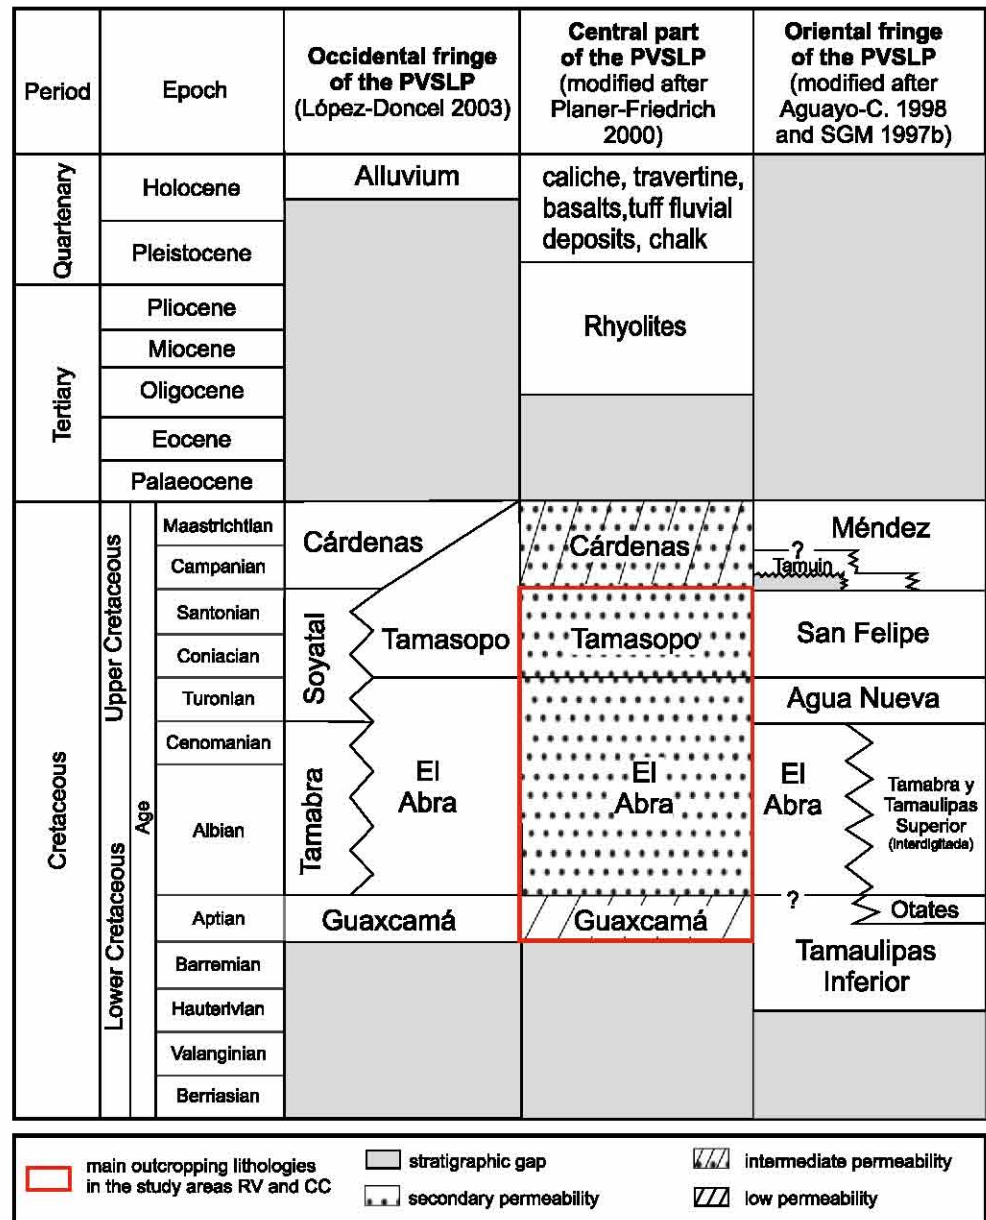 Period
Epoch
Occidental fringe
of the PVSLP
(López-Doncel 2003)
Central part
of the PVSLP
(modified after
Planer-Friedrich
2000)
Oriental fringe
of the PVSLP
(modified after
Aguayo-C. 1998
and SGM 1997b)
Quartenary
Holocene
Pleistocene
Alluvium
caliche, travertine,
basalts,tuff fluvial
deposits, chalk
Tertiary
Pliocene
Miocene
Oligocene
Eocene
Palaeocene
Rhyolites
Cretaceous
Upper Cretaceous
Lower Cretaceous
Age
Maastrichtian
Campanian
Santonian
Coniacian
Turonian
Cenomanian
Albian
Aptian
Barremian
Hauterivian
Valanginian
Berriasian
Cárdenas
Soyatal
Tamasopo
Tamabra
El
Abra
Guaxcamá
Cárdenas
Tamasopo
El
Abra
Guaxcamá
Méndez
?
Tamuin
San Felipe
Agua Nueva
El
Abra
Tamabra y
Tamaulipas
Superior
(interdigitada)
?
Otates
Tamaulipas
Inferior
main outcropping lithologies
in the study areas RV and CC
stratigraphic gap
secondary permeability
intermediate permeability
low permeability